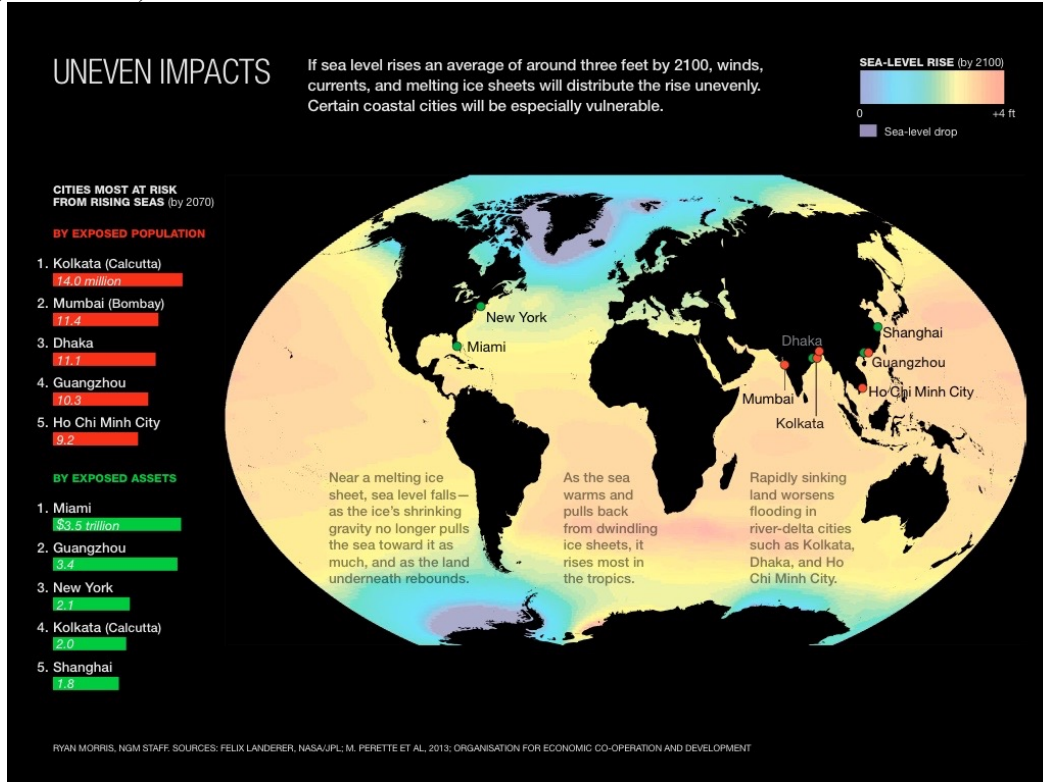 UNEVEN IMPACTS
If sea level rises an average of around three feet by 2100, winds,
currents, and melting ice sheets will distribute the rise unevenly.
Certain coastal cities will be especially vulnerable.
SEA-LEVEL RISE (by 2100)
0
+4 ft
Sea-level drop
CITIES MOST AT RISK
FROM RISING SEAS (by 2070)
BY EXPOSED POPULATION
1. Kolkata (Calcutta)
14.0 million
2. Mumbai (Bombay)
11.4
3. Dhaka
11.1
4. Guangzhou
10.3
5. Ho Chi Minh City
9.2
BY EXPOSED ASSETS
1. Miami
$3.5 trillion
2. Guangzhou
3.4
3. New York
2.1
4. Kolkata (Calcutta)
2.0
5. Shanghai
1.8
New York
Miami
Dhaka
Mumbai
Kolkata
Shanghai
Guangzhou
Ho Chi Minh City
Near a melting ice
sheet, sea level falls—
as the ice's shrinking
gravity no longer pulls
the sea toward it as
much, and as the land
underneath rebounds.
As the sea
warms and
pulls back
from dwindling
ice sheets, it
rises most in
the tropics.
Rapidly sinking
land worsens
flooding in
river-delta cities
such as Kolkata,
Dhaka, and Ho
Chi Minh City.
RYAN MORRIS, NGM STAFF. SOURCES: FELIX LANDERER, NASA/JPL; M. PERETTE ET AL, 2013; ORGANISATION FOR ECONOMIC CO-OPERATION AND DEVELOPMENT